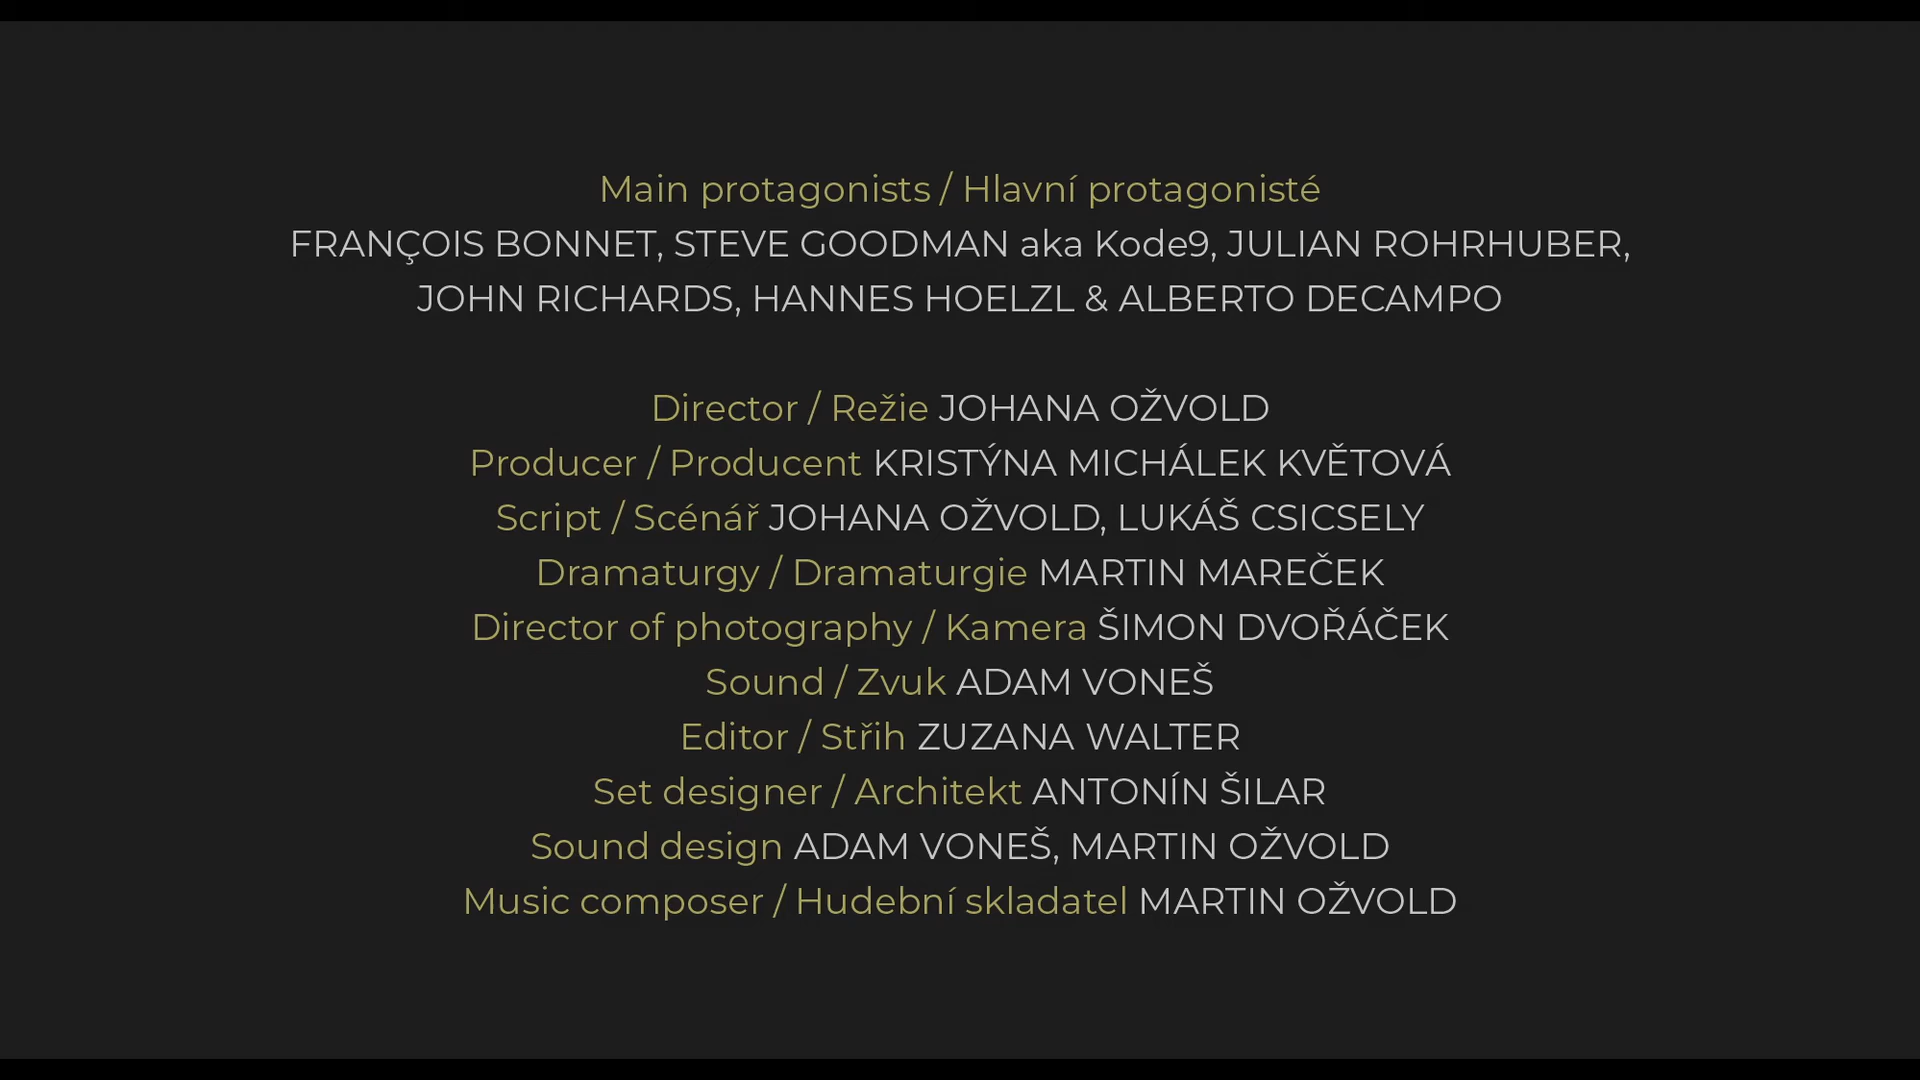 Main protagonists / Hlavní protagonisté
FRANÇOIS BONNET, STEVE GOODMAN aka Kode9, JULIAN ROHRHUBER,
JOHN RICHARDS, HANNES HOELZL & ALBERTO DECAMPO
Director / Režie JOHANA OŽVOLD
Producer / Producent KRISTÝNA MICHÁLEK KVĚTOVÁ
Script / Scénář JOHANA OŽVOLD, LUKÁŠ CSICSELY
Dramaturgy / Dramaturgie MARTIN MAREČEK
Director of photography / Kamera ŠIMON DVOŘÁČEK
Sound / Zvuk ADAM VONEŠ
Editor / Střih ZUZANA WALTER
Set designer / Architekt ANTONÍN ŠILAR
Sound design ADAM VONEŠ, MARTIN OŽVOLD
Music composer / Hudební skladatel MARTIN OŽVOLD